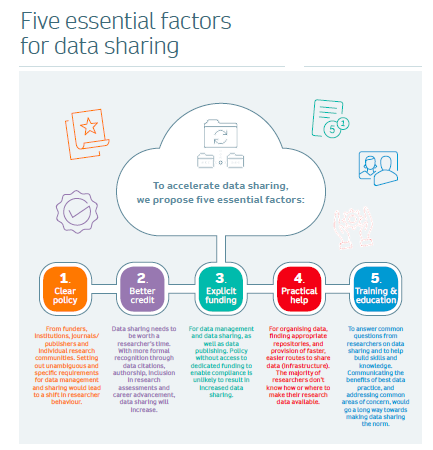 Five essential factors
for data sharing
5
1
To accelerate data sharing,
we propose five essential factors:
1.
Clear
policy
2.
Better
credit
3.
Explicit
funding
4.
Practical
help
5.
Training &
education
From funders,
institutions, journals/
publishers and
individual research
communities. Setting
out unambiguous and
specific requirements
for data management
and sharing would lead
to a shift in researcher
behaviour.
Data sharing needs to
be worth a
researcher's time.
With more formal
recognition through
data citations,
authorship, inclusion
in research
assessments and
career advancement,
data sharing will
increase.
For data management
and data sharing, as
well as data
publishing. Policy
without access to
dedicated funding to
enable compliance is
unlikely to result in
increased data
sharing.
For organising data,
finding appropriate
repositories, and
provision of faster,
easier routes to share
data (infrastructure).
The majority of
researchers don't
know how or where to
make their research
data available.
To answer common
questions from
researchers on data
sharing and to help
build skills and
knowledge.
Communicating the
benefits of best data
practice, and
addressing common
areas of concern, would
go a long way towards
making data sharing
the norm.